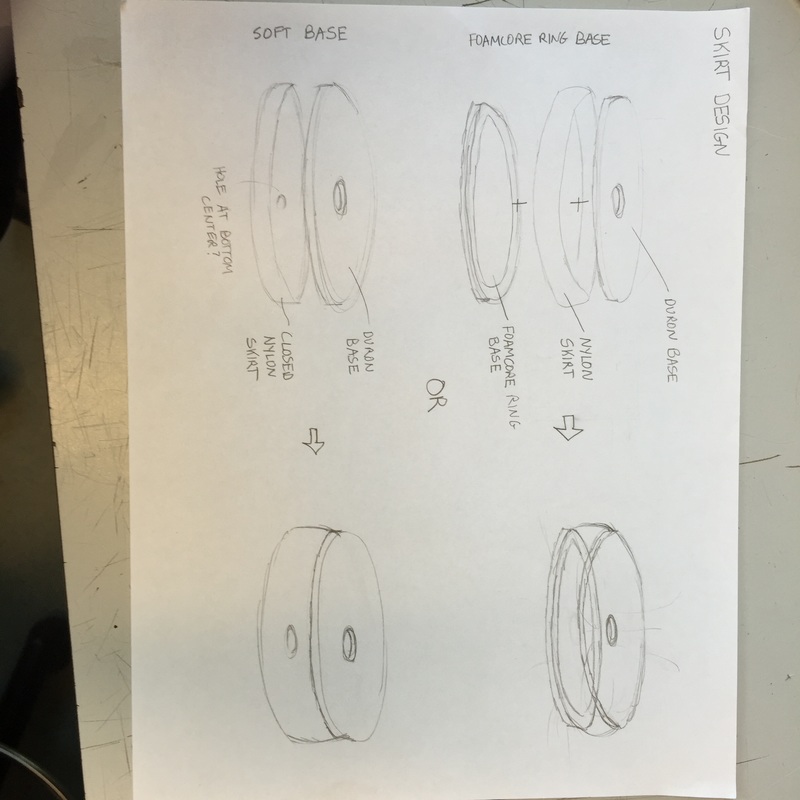 SKIRT DESIGN
FOAMCORE RING BASE
DURON BASE
NYLON
SKIRT
FOAMCORE RING
BASE
OR
SOFT BASE
DURON
BASE
CLOSED
NYLON
SKIRT
HOLE AT BOTTOM
CENTER?